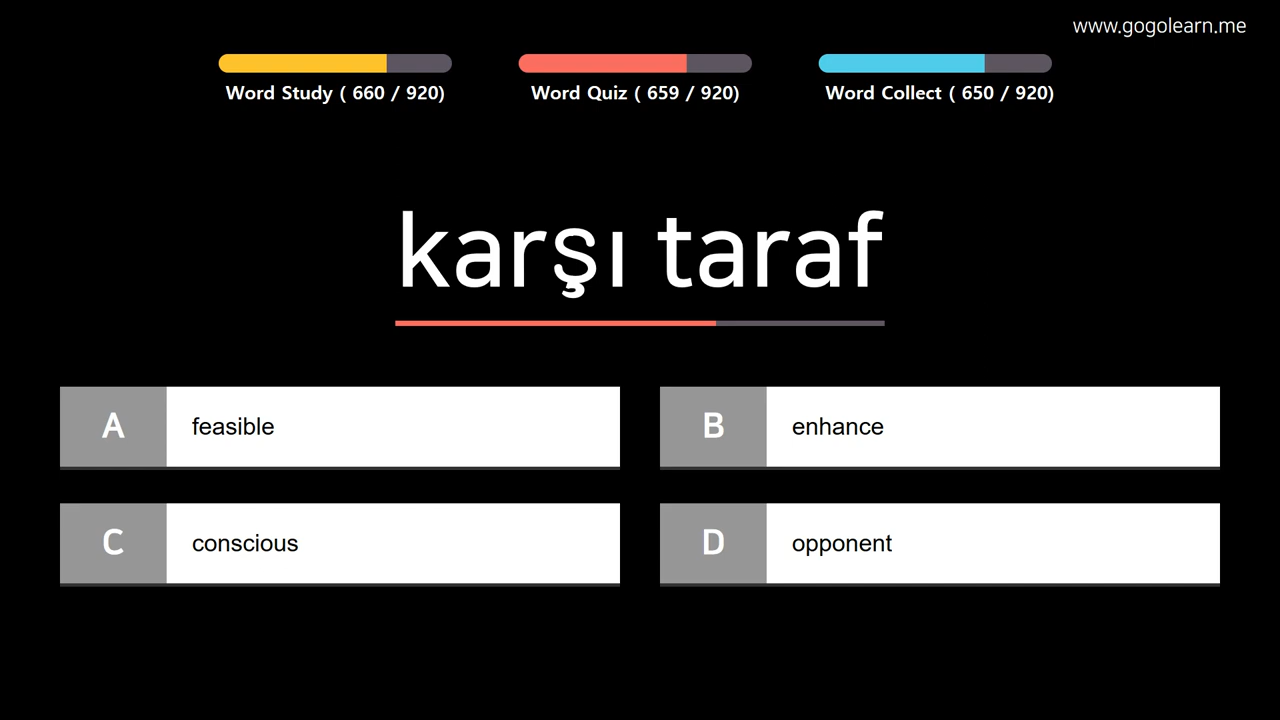 www.gogolearn.me
Word Study ( 660 / 920)
Word Quiz ( 659 / 920)
Word Collect ( 650 / 920)
karşı taraf
A feasible
B enhance
C conscious
D opponent